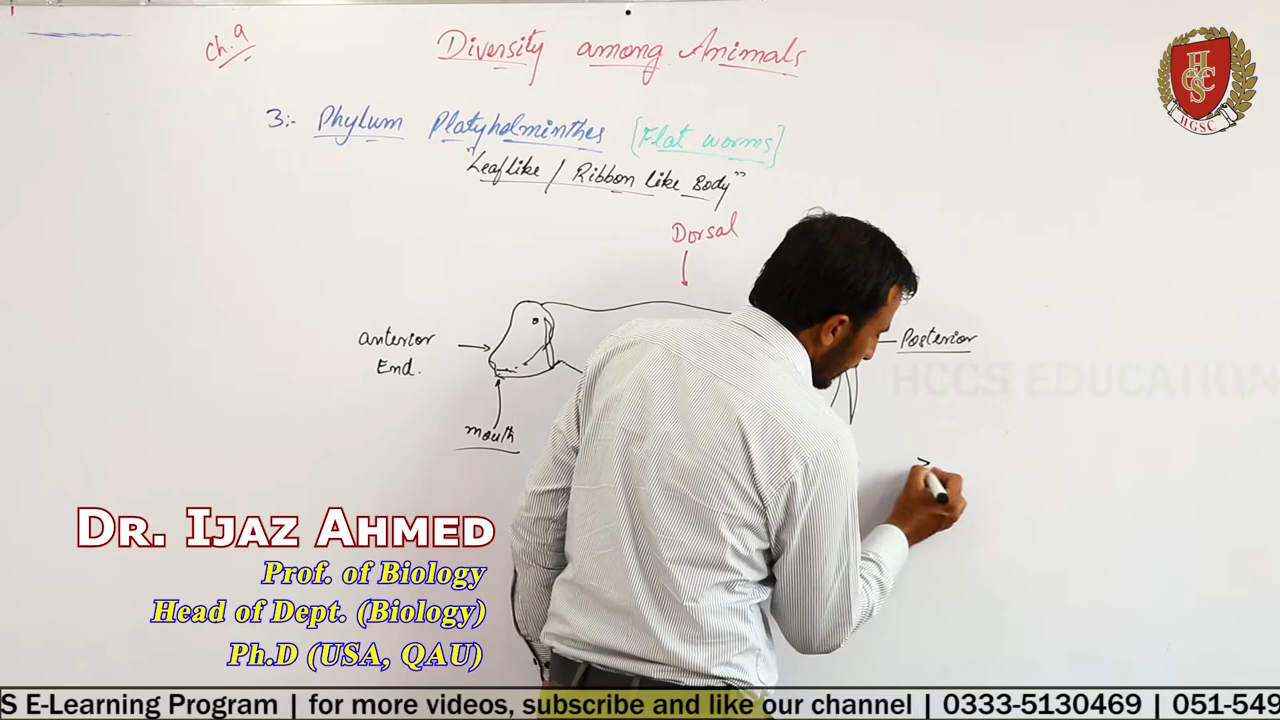 Ch. 9
Diversity among Animals
3:- Phylum Platyhelminthes [Flat worms]
Leaf like / Ribbon like Body"
Dorsal
anterior
End.
Posterior
mouth
HCCS EDUCATION
HGSC
DR. IJAZ AHMED
Prof. of Biology
Head of Dept. (Biology)
Ph.D (USA, QAU)
S E-Learning Program | for more videos, subscribe and like our channel | 0333-5130469 | 051-549